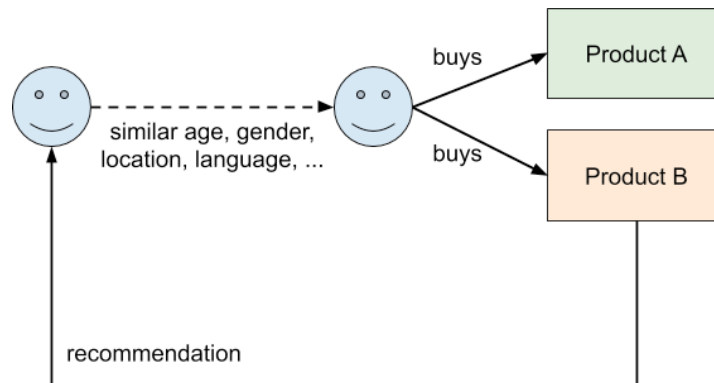 buys
Product A
similar age, gender,
location, language, ...
buys
Product B
recommendation